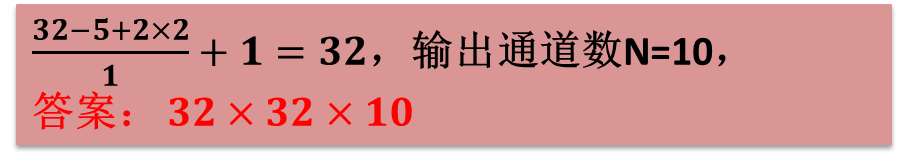 \frac{32-5+2×2}{1} + 1 = 32，输出通道数N=10，
答案： 32 × 32 × 10